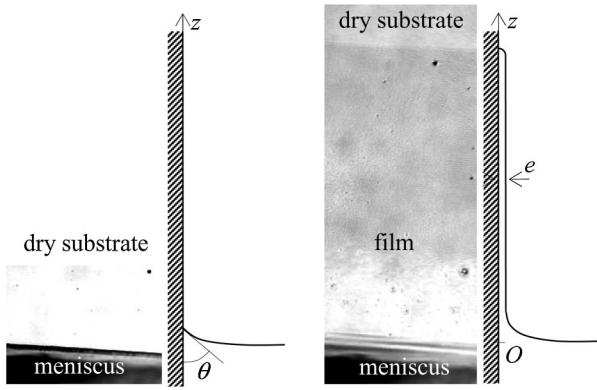 z
dry substrate
meniscus
θ
dry substrate
z
e
film
O
meniscus